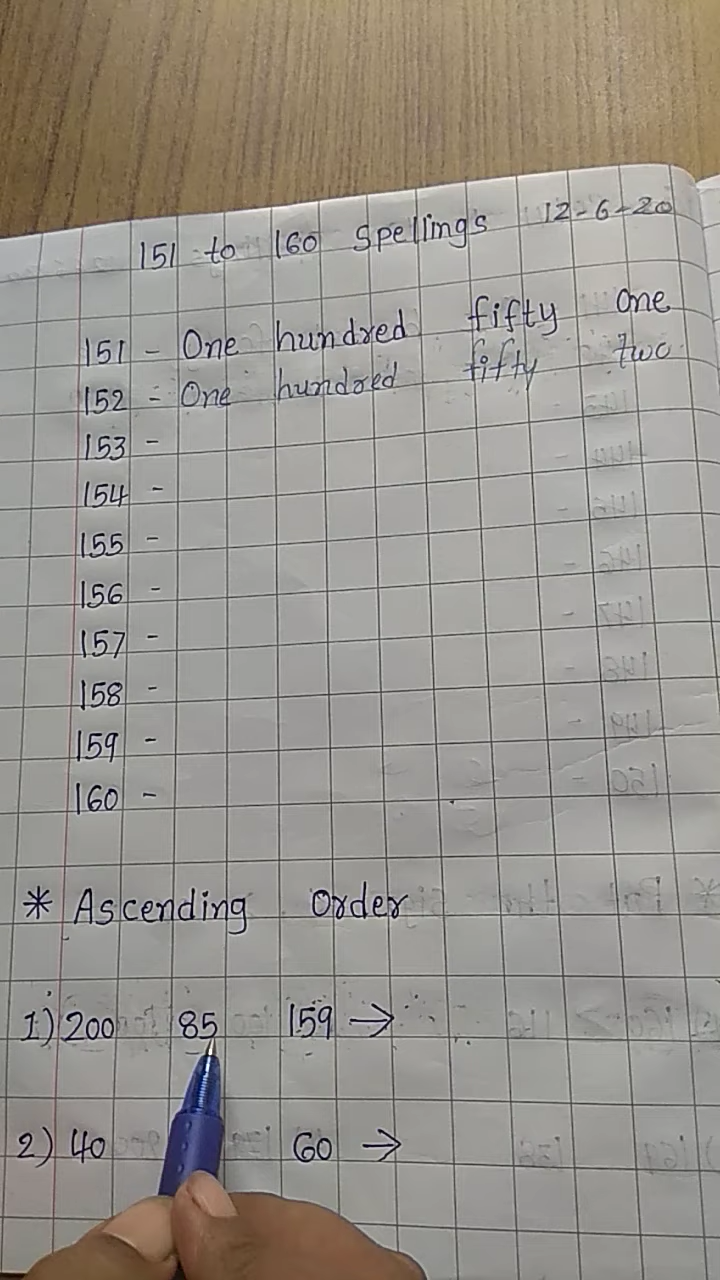 151 to 160 Spellings 12-6-20
151 - One hundred fifty one
152 - One hundred fifty two
153 -
154 -
155 -
156 -
157 -
158 -
159 -
160 -
* Ascending Order
1) 200 85 159 →
2) 40 60 →